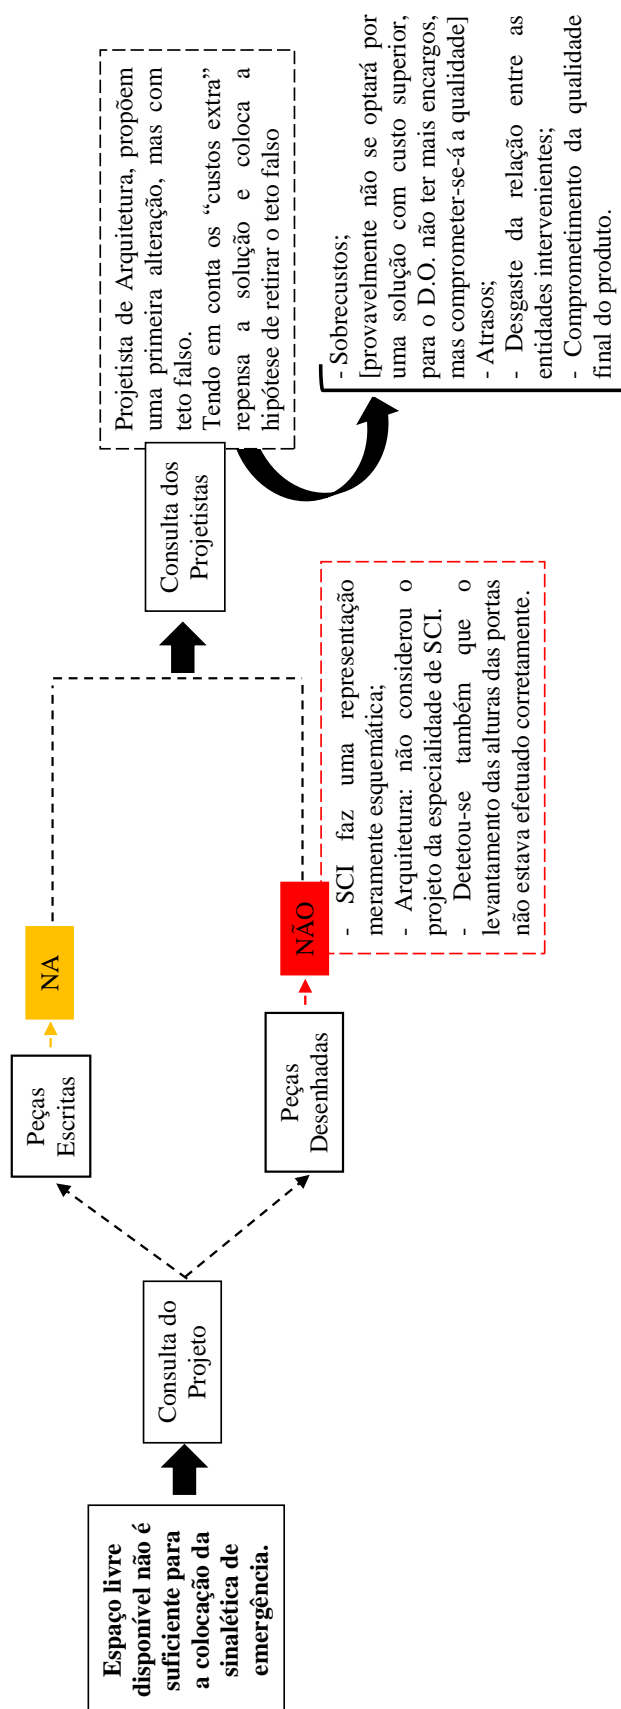 Espaço livre
disponível não é
suficiente para
a colocação da
sinalética de
emergência.
Consulta do
Projeto
Peças
Escritas
NA
Peças
Desenhadas
NÃO
- SCI faz uma representação
meramente esquemática;
- Arquitetura: não considerou o
projeto da especialidade de SCI.
- Detetou-se também que o
levantamento das alturas das portas
não estava efetuado corretamente.
Consulta dos
Projetistas
Projetista de Arquitetura, propõem
uma primeira alteração, mas com
teto falso.
Tendo em conta os “custos extra”
repensa a solução e coloca a
hipótese de retirar o teto falso
- Sobrecustos;
[provavelmente não se optará por
uma solução com custo superior,
para o D.O. não ter mais encargos,
mas comprometer-se-á a qualidade]
- Atrasos;
- Desgaste da relação entre as
entidades intervenientes;
- Comprometimento da qualidade
final do produto.